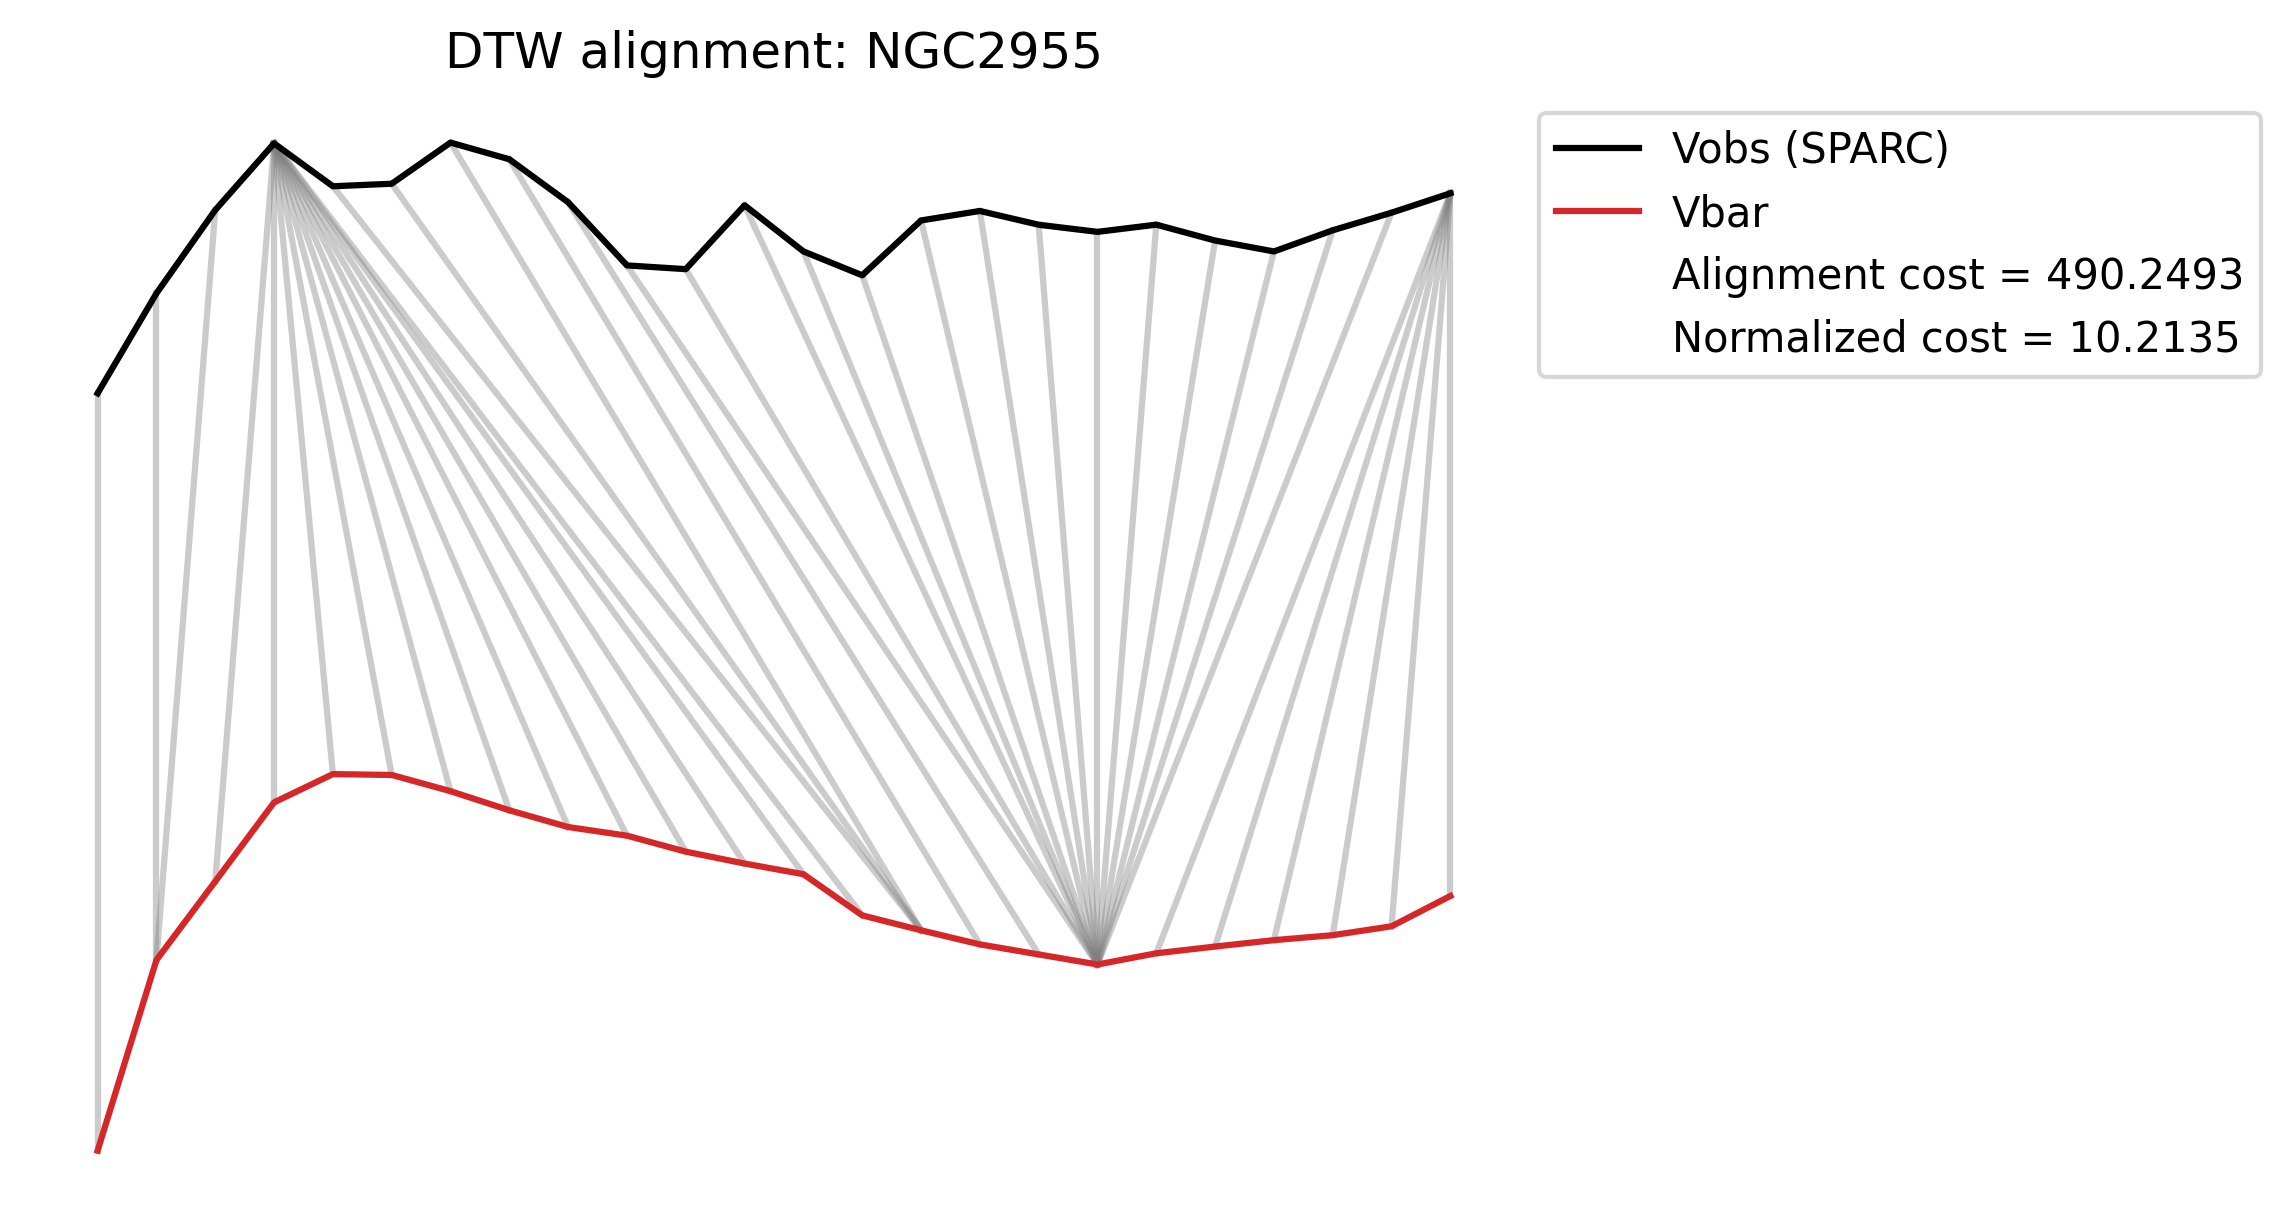 DTW alignment: NGC2955
Vobs (SPARC)
Vbar
Alignment cost = 490.2493
Normalized cost = 10.2135